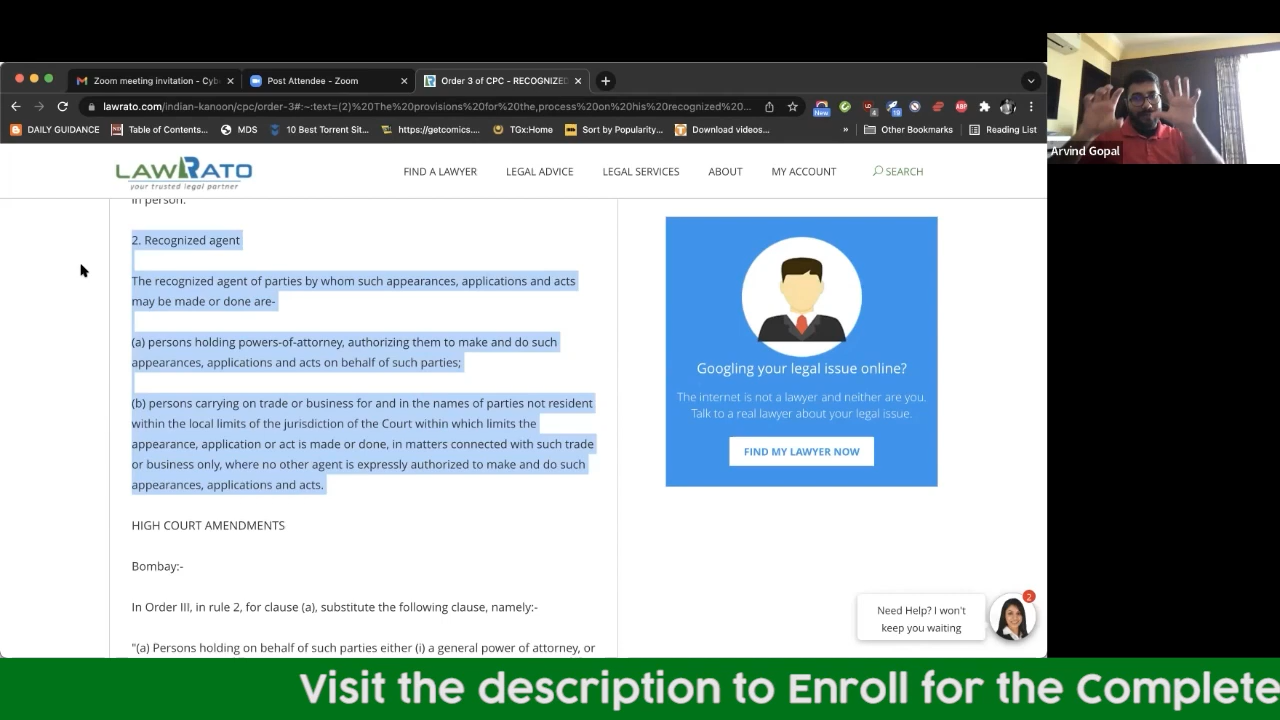 Zoom meeting invitation - Cyb
Post Attendee - Zoom
Order 3 of CPC - RECOGNIZED
lawrato.com/indian-kanoon/cpc/order-3#:~:text=(2)%20The%20provisions%20for%20the,process%20on%20his%20recognized%20...
New
4
19
ABP
DAILY GUIDANCE
Table of Contents...
MDS
10 Best Torrent Sit...
https://getcomics....
TGx:Home
Sort by Popularity...
Download videos...
»
Other Bookmarks
Reading List
Arvind Gopal
LAWRATO
your trusted legal partner
FIND A LAWYER
LEGAL ADVICE
LEGAL SERVICES
ABOUT
MY ACCOUNT
SEARCH
in person.
2. Recognized agent
The recognized agent of parties by whom such appearances, applications and acts
may be made or done are-
(a) persons holding powers-of-attorney, authorizing them to make and do such
appearances, applications and acts on behalf of such parties;
(b) persons carrying on trade or business for and in the names of parties not resident
within the local limits of the jurisdiction of the Court within which limits the
appearance, application or act is made or done, in matters connected with such trade
or business only, where no other agent is expressly authorized to make and do such
appearances, applications and acts.
HIGH COURT AMENDMENTS
Bombay:-
In Order III, in rule 2, for clause (a), substitute the following clause, namely:-
"(a) Persons holding on behalf of such parties either (i) a general power of attorney, or
Googling your legal issue online?
The internet is not a lawyer and neither are you.
Talk to a real lawyer about your legal issue.
FIND MY LAWYER NOW
Need Help? I won't
keep you waiting
2
Visit the description to Enroll for the Complete